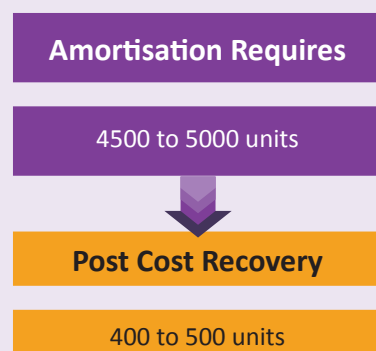 Amortisation Requires
4500 to 5000 units
Post Cost Recovery
400 to 500 units